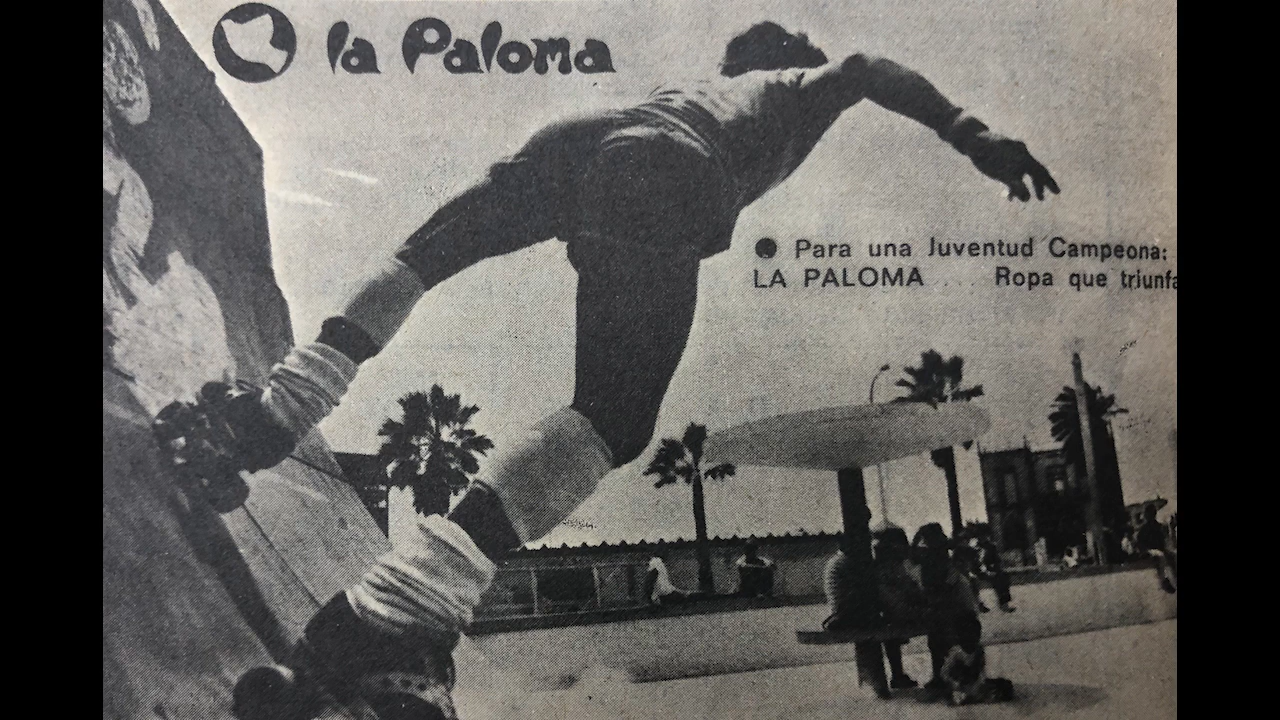 la Paloma
● Para una Juventud Campeona:
LA PALOMA . . . Ropa que triunfa